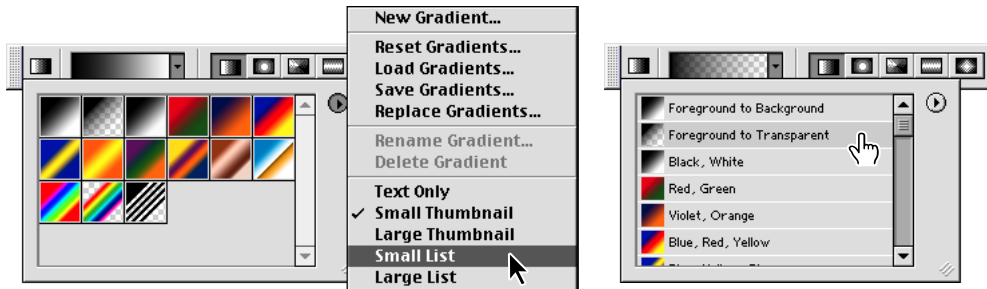 New Gradient...
Reset Gradients...
Load Gradients...
Save Gradients...
Replace Gradients...
Rename Gradient...
Delete Gradient
Text Only
✓ Small Thumbnail
Large Thumbnail
Small List
Large List
Foreground to Background
Foreground to Transparent
Black, White
Red, Green
Violet, Orange
Blue, Red, Yellow